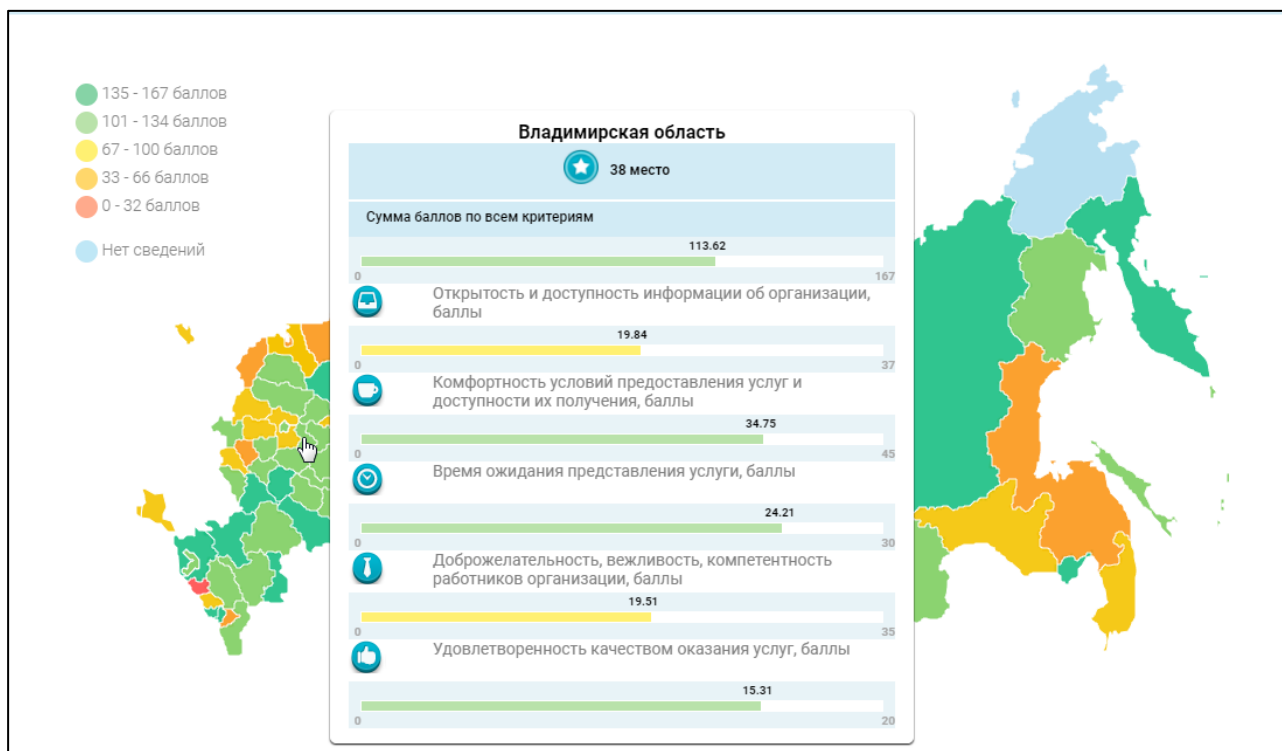 135 - 167 баллов
101 - 134 баллов
67 - 100 баллов
33 - 66 баллов
0 - 32 баллов
Нет сведений
Владимирская область
38 место
Сумма баллов по всем критериям
113.62
0 167
Открытость и доступность информации об организации,
баллы
19.84
0 37
Комфортность условий предоставления услуг и
доступности их получения, баллы
34.75
0 45
Время ожидания представления услуги, баллы
24.21
0 30
Доброжелательность, вежливость, компетентность
работников организации, баллы
19.51
0 35
Удовлетворенность качеством оказания услуг, баллы
15.31
0 20